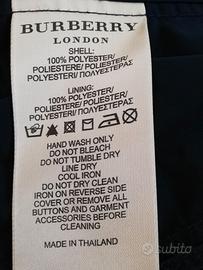 BURBERRY
LONDON
SHELL:
100% POLYESTER/
POLIESTERE/ POLIESTER/
POLYESTER/ ΠΟΛΥΕΣΤΕΡΑΣ
LINING:
100% POLYESTER/
POLIESTERE/ POLIESTER/
POLYESTER/ ΠΟΛΥΕΣΤΕΡΑΣ
HAND WASH ONLY
DO NOT BLEACH
DO NOT TUMBLE DRY
LINE DRY
COOL IRON
DO NOT DRY CLEAN
IRON ON REVERSE SIDE
COVER OR REMOVE ALL
BUTTONS AND GARMENT
ACCESSORIES BEFORE
CLEANING
MADE IN THAILAND
subito